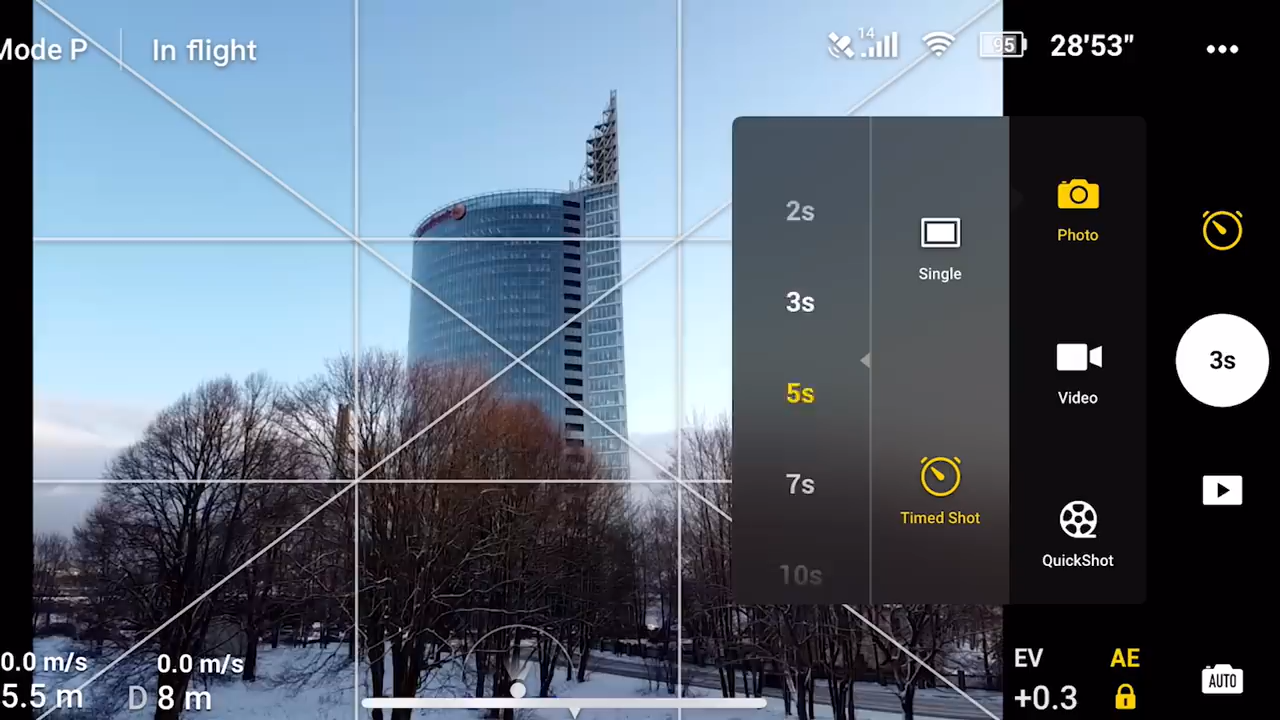 Mode P
In flight
14
95
28'53"
2s
3s
5s
7s
10s
Single
Timed Shot
Photo
Video
QuickShot
3s
0.0 m/s
0.0 m/s
5.5 m
D 8 m
EV
AE
+0.3
AUTO